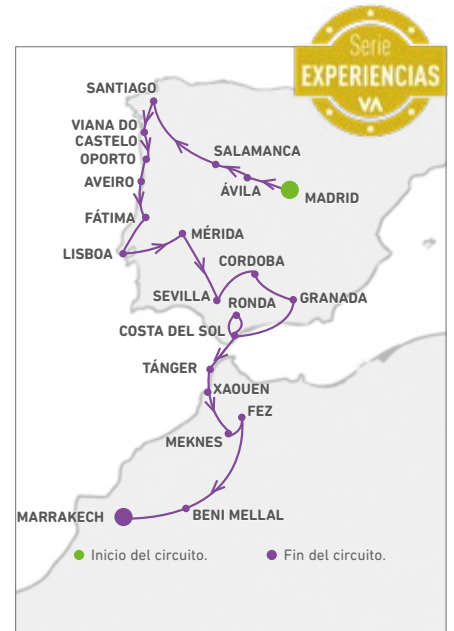 Serie
EXPERIENCIAS
VA
SANTIAGO
VIANA DO
CASTELO
OPORTO
AVEIRO
FÁTIMA
LISBOA
SALAMANCA
ÁVILA
MADRID
MÉRIDA
CORDOBA
SEVILLA
RONDA
GRANADA
COSTA DEL SOL
TÁNGER
XAOUEN
FEZ
MEKNES
MARRAKECH
BENI MELLAL
Inicio del circuito.
Fin del circuito.